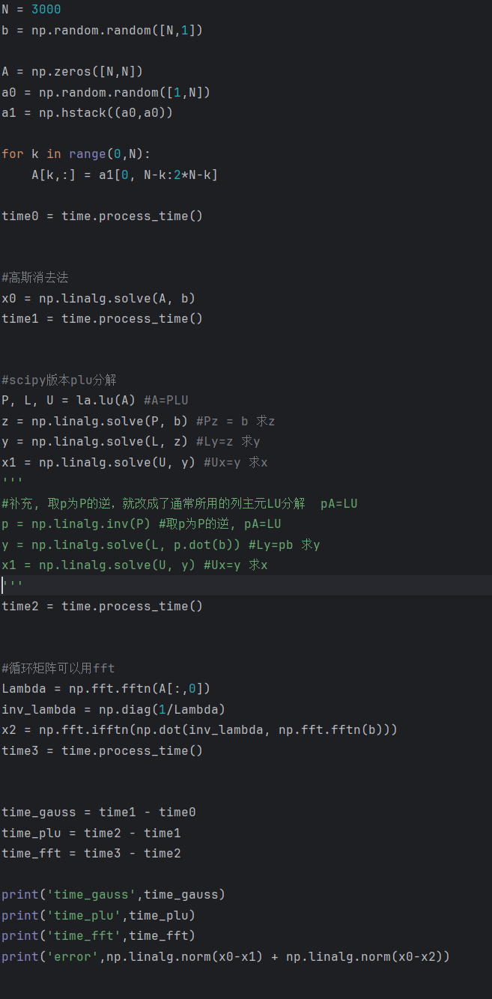 N = 3000
b = np.random.random([N,1])
A = np.zeros([N,N])
a0 = np.random.random([1,N])
a1 = np.hstack((a0,a0))
for k in range(0,N):
    A[k,:] = a1[0, N-k:2*N-k]
time0 = time.process_time()
#高斯消去法
x0 = np.linalg.solve(A, b)
time1 = time.process_time()
#scipy版本plu分解
P, L, U = la.lu(A) #A=PLU
z = np.linalg.solve(P, b) #Pz = b 求z
y = np.linalg.solve(L, z) #Ly=z 求y
x1 = np.linalg.solve(U, y) #Ux=y 求x
'''
#补充, 取p为P的逆，就改成了通常所用的列主元LU分解  pA=LU
p = np.linalg.inv(P) #取p为P的逆, pA=LU
y = np.linalg.solve(L, p.dot(b)) #Ly=pb 求y
x1 = np.linalg.solve(U, y) #Ux=y 求x
'''
time2 = time.process_time()
#循环矩阵可以用fft
Lambda = np.fft.fftn(A[:,0])
inv_lambda = np.diag(1/Lambda)
x2 = np.fft.ifftn(np.dot(inv_lambda, np.fft.fftn(b)))
time3 = time.process_time()
time_gauss = time1 - time0
time_plu = time2 - time1
time_fft = time3 - time2
print('time_gauss',time_gauss)
print('time_plu',time_plu)
print('time_fft',time_fft)
print('error',np.linalg.norm(x0-x1) + np.linalg.norm(x0-x2))